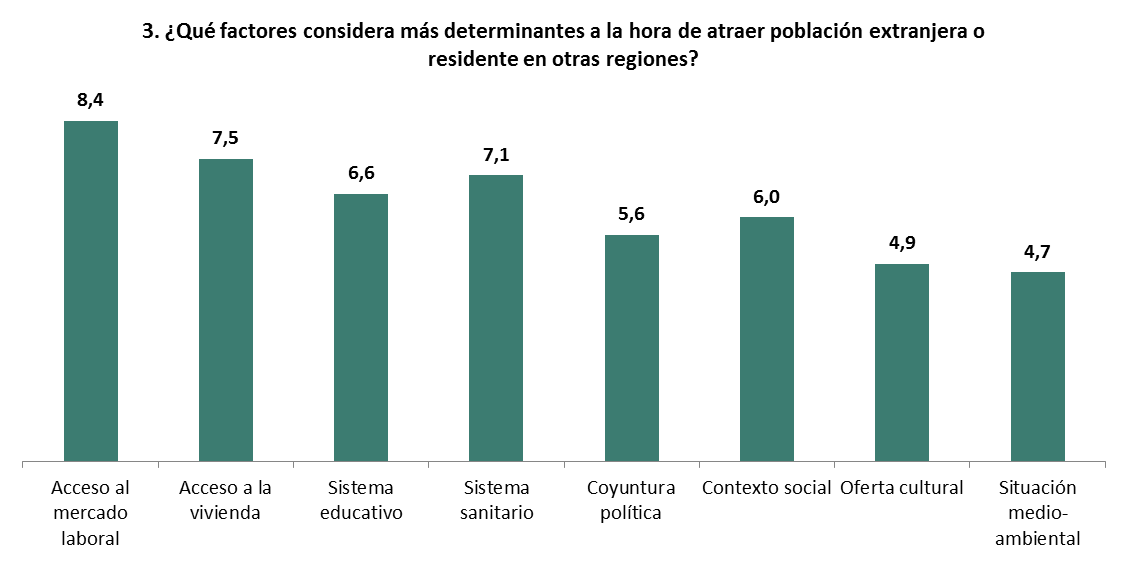 3. ¿Qué factores considera más determinantes a la hora de atraer población extranjera o
residente en otras regiones?
8,4
7,5
6,6
7,1
5,6
6,0
4,9
4,7
Acceso al
mercado
laboral
Acceso a la
vivienda
Sistema
educativo
Sistema
sanitario
Coyuntura
política
Contexto social
Oferta cultural
Situación
medio-
ambiental